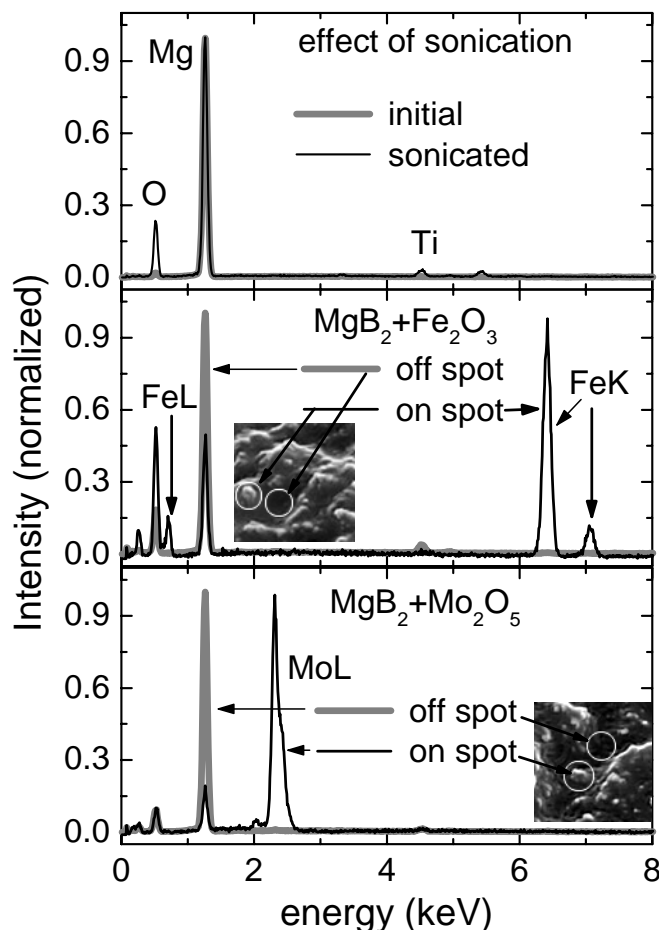 effect of sonication
Mg
initial
sonicated
O
Ti
0.9
0.6
0.3
0.0
MgB₂+Fe₂O₃
off spot
FeL
on spot
FeK
0.9
0.6
0.3
0.0
MgB₂+Mo₂O₅
MoL
off spot
on spot
0.9
0.6
0.3
0.0
Intensity (normalized)
0 2 4 6 8
energy (keV)